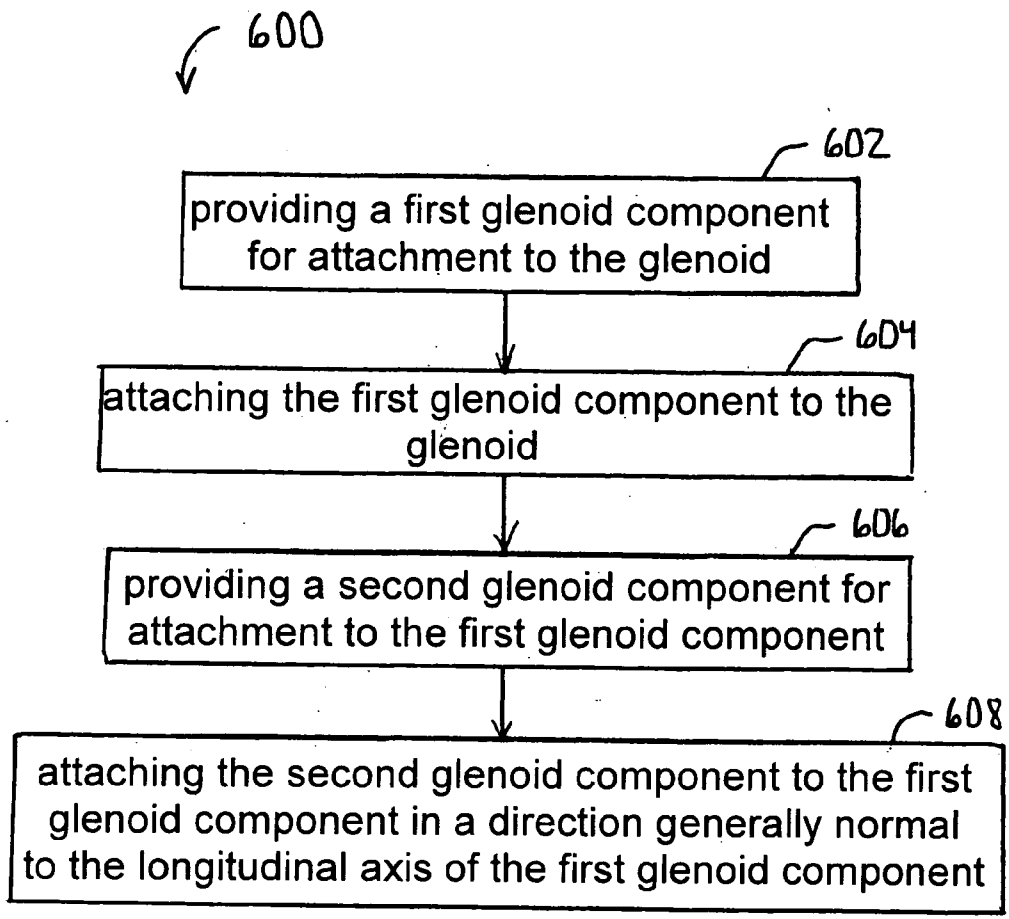 600
602
providing a first glenoid component
for attachment to the glenoid
604
attaching the first glenoid component to the
glenoid
606
providing a second glenoid component for
attachment to the first glenoid component
608
attaching the second glenoid component to the first
glenoid component in a direction generally normal
to the longitudinal axis of the first glenoid component